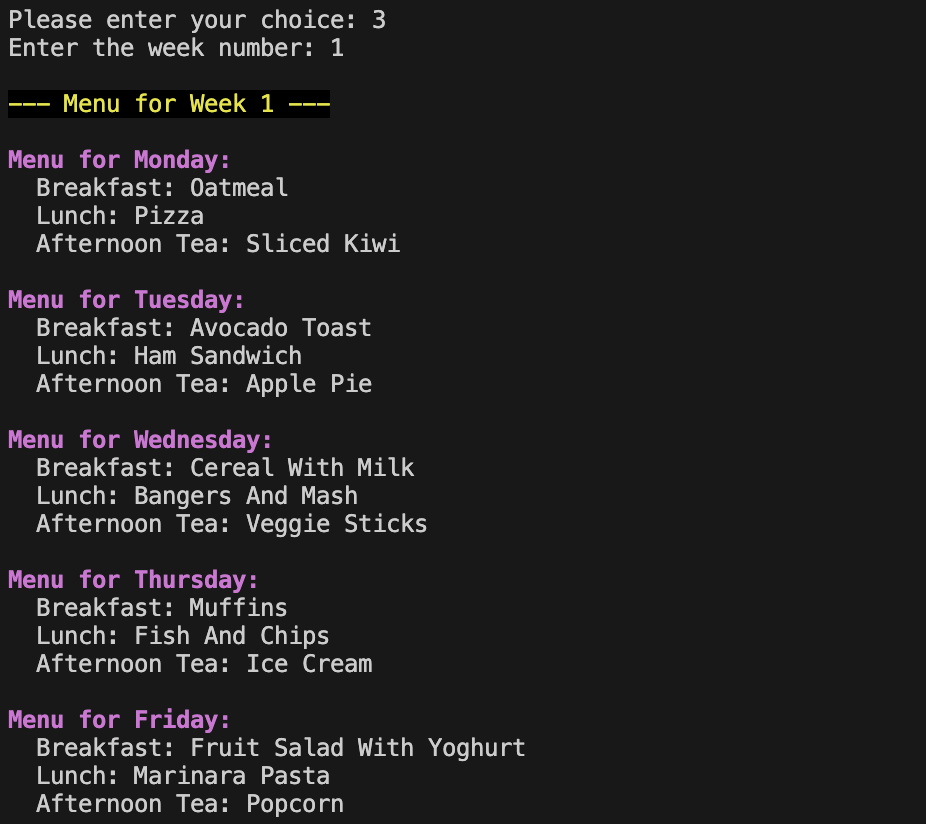 Please enter your choice: 3
Enter the week number: 1
--- Menu for Week 1 ---
Menu for Monday:
Breakfast: Oatmeal
Lunch: Pizza
Afternoon Tea: Sliced Kiwi
Menu for Tuesday:
Breakfast: Avocado Toast
Lunch: Ham Sandwich
Afternoon Tea: Apple Pie
Menu for Wednesday:
Breakfast: Cereal With Milk
Lunch: Bangers And Mash
Afternoon Tea: Veggie Sticks
Menu for Thursday:
Breakfast: Muffins
Lunch: Fish And Chips
Afternoon Tea: Ice Cream
Menu for Friday:
Breakfast: Fruit Salad With Yoghurt
Lunch: Marinara Pasta
Afternoon Tea: Popcorn